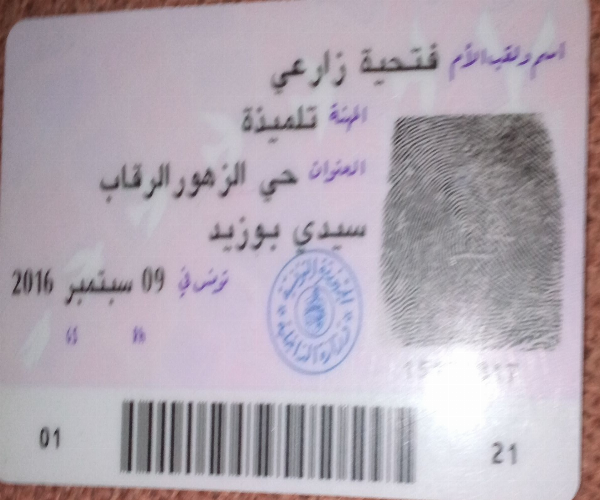 اسم ولقب الأم فتحية زارعي
المهنة تلميذة
العنوان حي الزهور الرقاب
سيدي بوزيد
تونس في 09 سبتمبر 2016
01
21